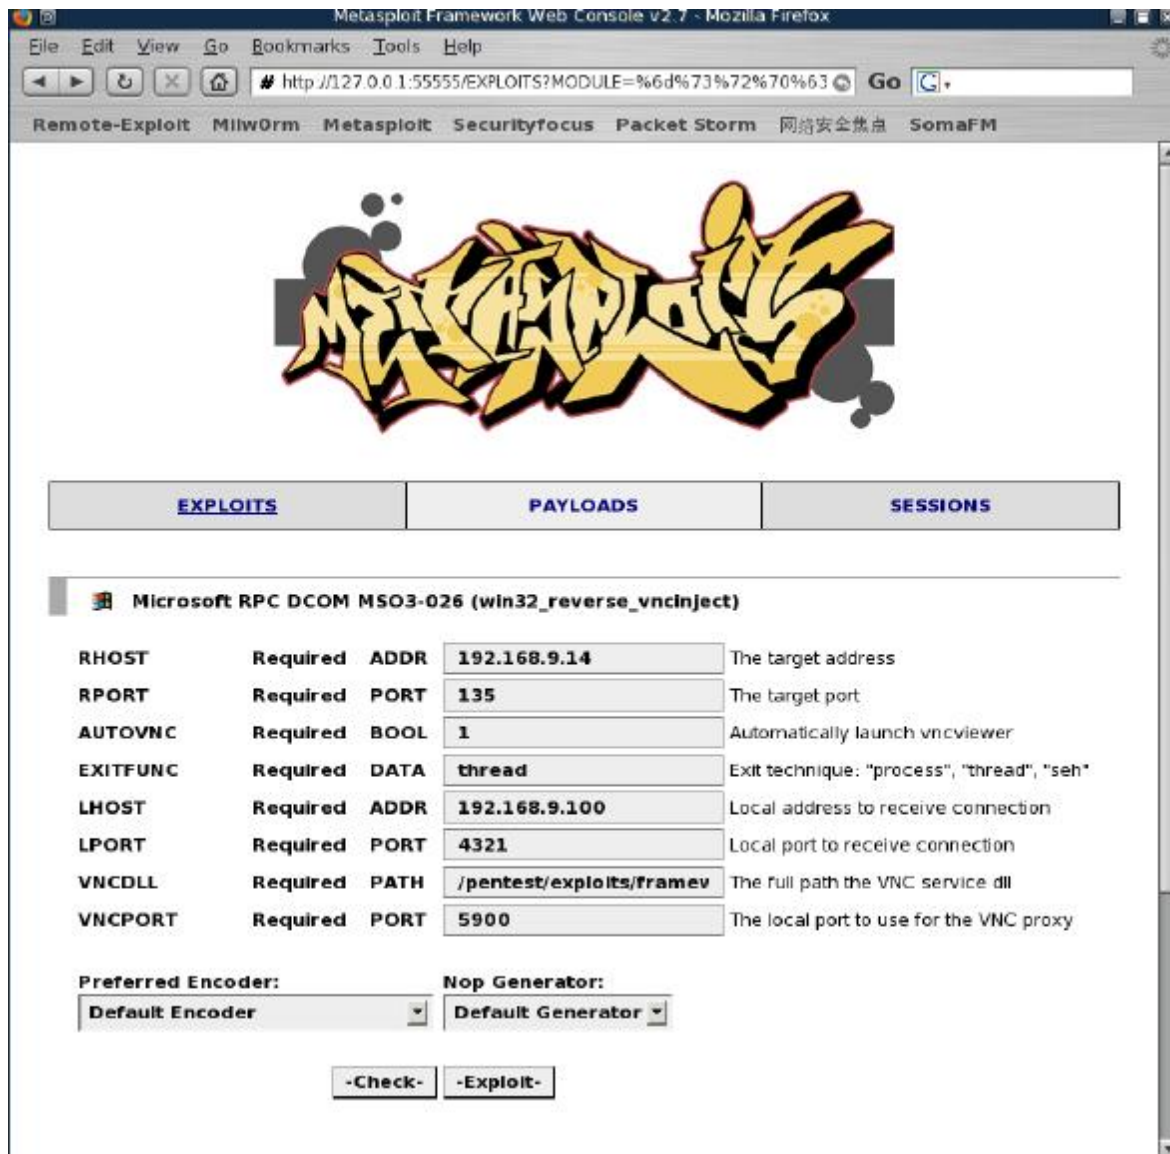 Metasploit Framework Web Console v2.7 - Mozilla Firefox
File Edit View Go Bookmarks Tools Help
http://127.0.0.1:55555/EXPLOITS?MODULE=%6d%73%72%70%63 Go G
Remote-Exploit Milw0rm Metasploit Securityfocus Packet Storm 网络安全焦点 SomaFM
METASPLOIT
EXPLOITS PAYLOADS SESSIONS
Microsoft RPC DCOM MSO3-026 (win32_reverse_vncinject)
RHOST Required ADDR 192.168.9.14 The target address
RPORT Required PORT 135 The target port
AUTOVNC Required BOOL 1 Automatically launch vncviewer
EXITFUNC Required DATA thread Exit technique: "process", "thread", "seh"
LHOST Required ADDR 192.168.9.100 Local address to receive connection
LPORT Required PORT 4321 Local port to receive connection
VNCDLL Required PATH /pentest/exploits/framev The full path the VNC service dll
VNCPORT Required PORT 5900 The local port to use for the VNC proxy
Preferred Encoder: Nop Generator:
Default Encoder Default Generator
-Check- -Exploit-